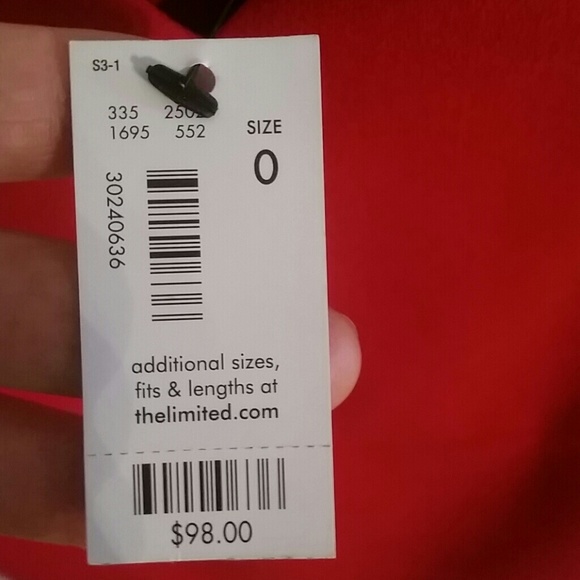 S3-1
335
1695 552
SIZE
0
30240636
additional sizes,
fits & lengths at
thelimited.com
$98.00